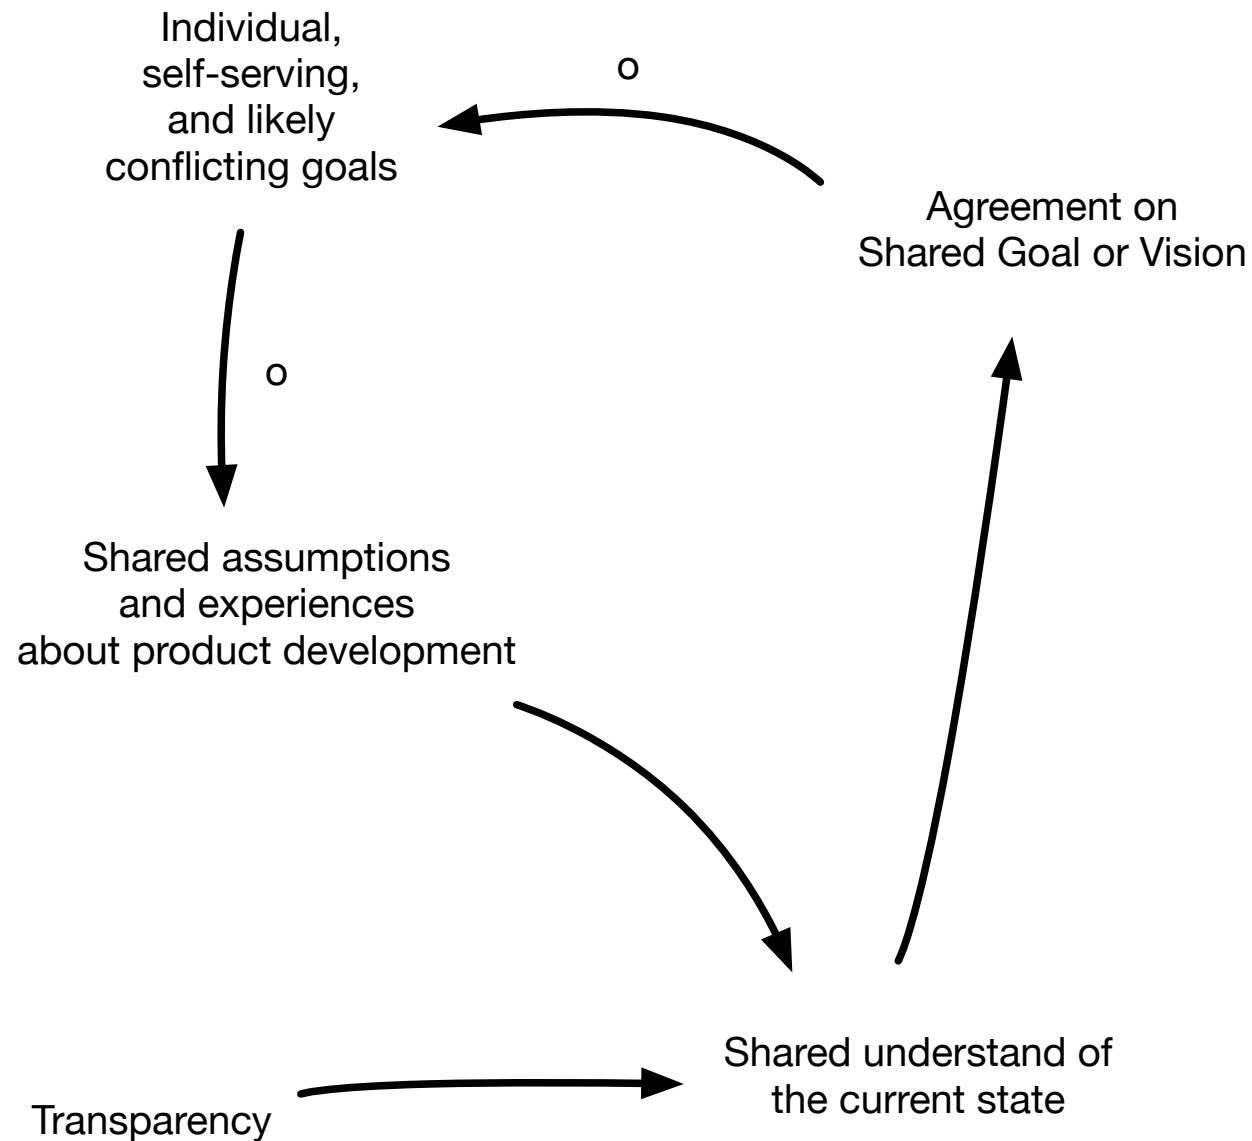 Individual,
self-serving,
and likely
conflicting goals
o
Agreement on
Shared Goal or Vision
o
Shared assumptions
and experiences
about product development
Shared understand of
the current state
Transparency